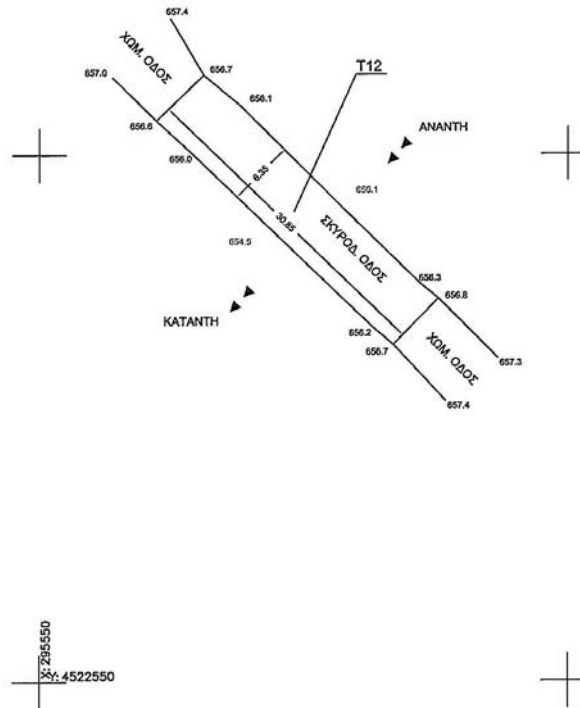 657.4
ΧΩΜ. ΟΔΟΣ
656.7
T12
657.0
656.1
656.6
ΑΝΑΝΤΗ
656.0
6.35
655.1
30.85
ΣΚΥΡΟΔ. ΟΔΟΣ
654.5
656.3
656.8
ΚΑΤΑΝΤΗ
656.2
656.7
ΧΩΜ. ΟΔΟΣ
657.3
657.4
X: 295550
Y: 4522550